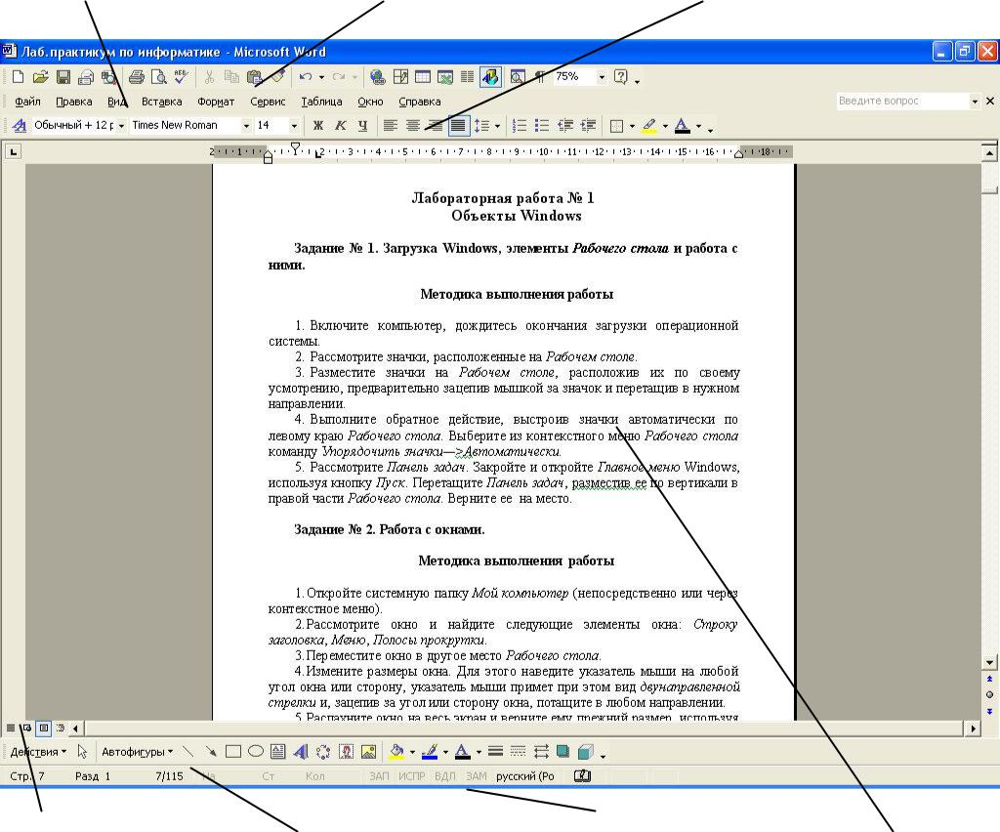 Лаб.практикум по информатике - Microsoft Word
75%
Файл Правка Вид Вставка Формат Сервис Таблица Окно Справка Введите вопрос
Обычный + 12 г Times New Roman 14 Ж К Ч
2 1 1 2 3 4 5 6 7 8 9 10 11 12 13 14 15 16 18
Лабораторная работа № 1
Объекты Windows
Задание № 1. Загрузка Windows, элементы Рабочего стола и работа с
ними.
Методика выполнения работы
1. Включите компьютер, дождитесь окончания загрузки операционной
системы.
2. Рассмотрите значки, расположенные на Рабочем столе.
3. Разместите значки на Рабочем столе, расположив их по своему
усмотрению, предварительно зацепив мышкой за значок и перетащив в нужном
направлении.
4. Выполните обратное действие, выстроив значки автоматически по
левому краю Рабочего стола. Выберите из контекстного меню Рабочего стола
команду Упорядочить значки—>Автоматически.
5. Рассмотрите Панель задач. Закройте и откройте Главное меню Windows,
используя кнопку Пуск. Перетащите Панель задач, разместив ее по вертикали в
правой части Рабочего стола. Верните ее на место.
Задание № 2. Работа с окнами.
Методика выполнения работы
1. Откройте системную папку Мой компьютер (непосредственно или через
контекстное меню).
2. Рассмотрите окно и найдите следующие элементы окна: Строку
заголовка, Меню, Полосы прокрутки.
3. Переместите окно в другое место Рабочего стола.
4. Измените размеры окна. Для этого наведите указатель мыши на любой
угол окна или сторону, указатель мыши примет при этом вид двунаправленной
стрелки и, зацепив за угол или сторону окна, потащите в любом направлении.
5. Распахните окно на весь экран и верните ему прежний размер, используя
Действия Автофигуры
Стр. 7 Разд 1 7/115 На Ст Кол ЗАП ИСПР ВДЛ ЗАМ русский (Ро